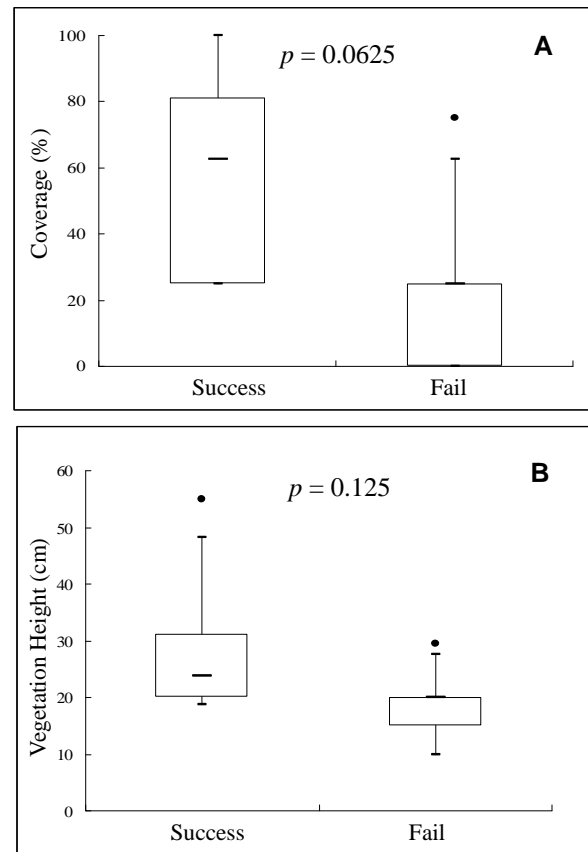 A
p = 0.0625
100
80
60
40
20
0
Coverage (%)
Success Fail
B
p = 0.125
60
50
40
30
20
10
0
Vegetation Height (cm)
Success Fail